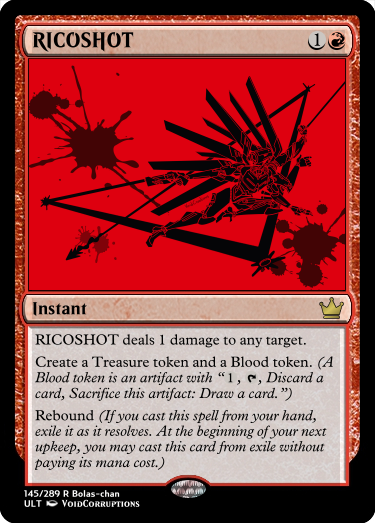 RICOSHOT 1
Instant
RICOSHOT deals 1 damage to any target.
Create a Treasure token and a Blood token. (A
Blood token is an artifact with “1, , Discard a
card, Sacrifice this artifact: Draw a card.”)
Rebound (If you cast this spell from your hand,
exile it as it resolves. At the beginning of your next
upkeep, you may cast this card from exile without
paying its mana cost.)
145/289 R Bolas-chan
ULT VoidCorruptions